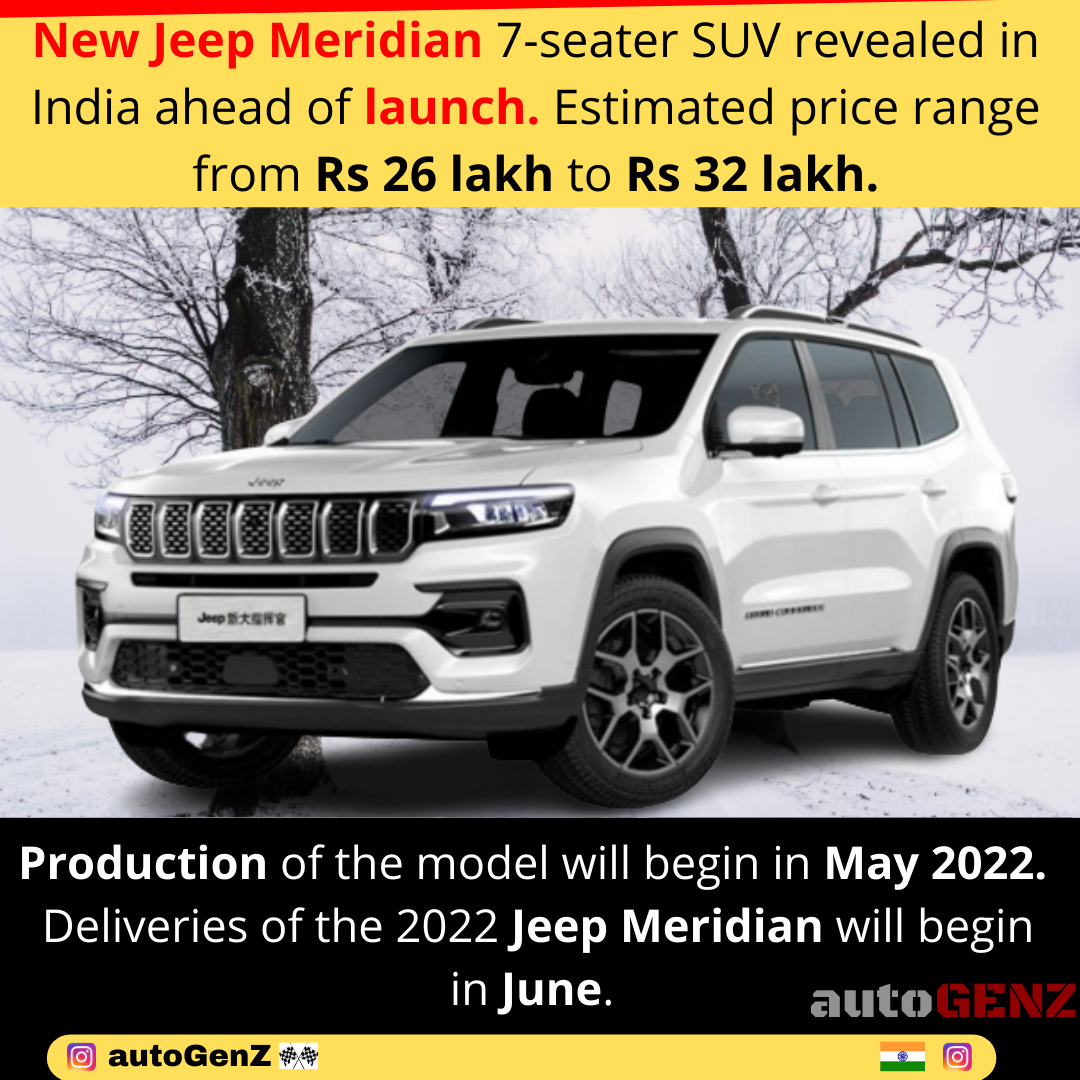 New Jeep Meridian 7-seater SUV revealed in
India ahead of launch. Estimated price range
from Rs 26 lakh to Rs 32 lakh.
Jeep
Jeep 新大指挥官
GRAND COMMANDER
Production of the model will begin in May 2022.
Deliveries of the 2022 Jeep Meridian will begin
in June.
autoGENZ
autoGenZ